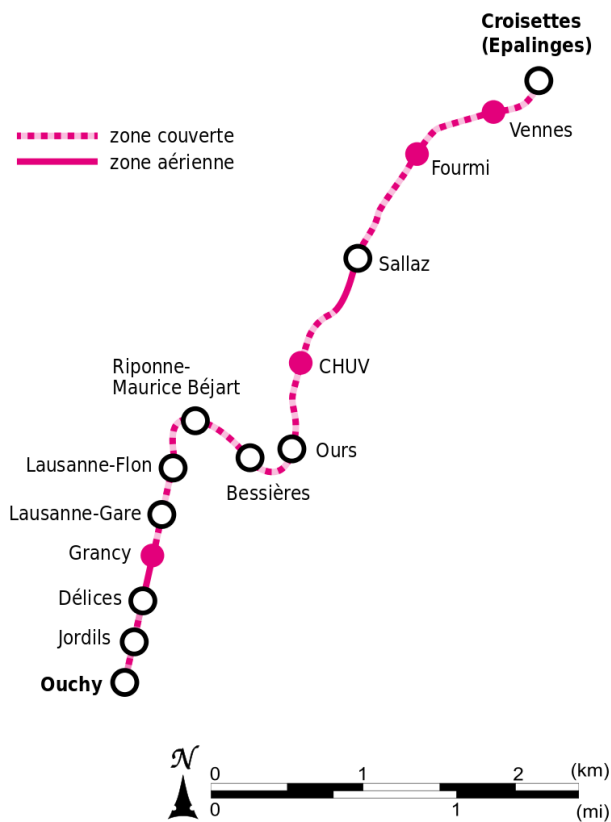 Croisettes
(Epalinges)
zone couverte
zone aérienne
Vennes
Fourmi
Sallaz
CHUV
Riponne-
Maurice Béjart
Ours
Lausanne-Flon
Bessières
Lausanne-Gare
Grancy
Délices
Jordils
Ouchy
N
0 1 2 (km)
0 1 (mi)